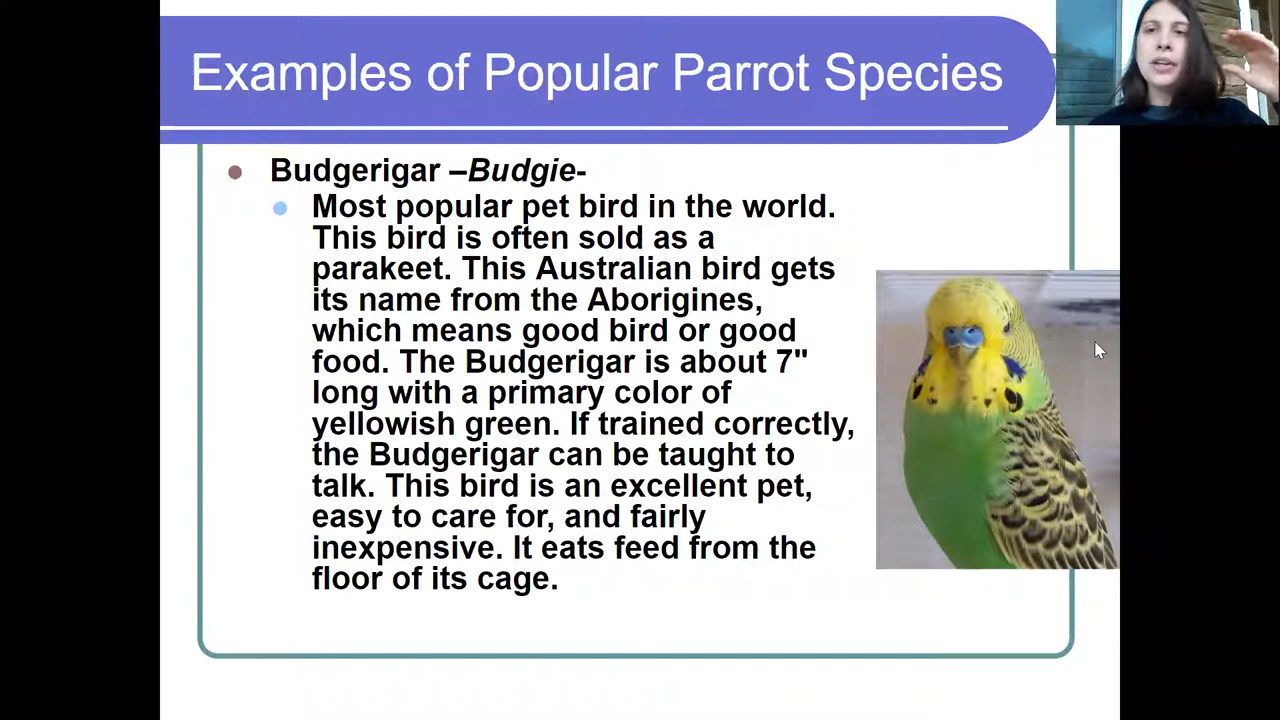 Examples of Popular Parrot Species
Budgerigar –Budgie-
Most popular pet bird in the world.
This bird is often sold as a
parakeet. This Australian bird gets
its name from the Aborigines,
which means good bird or good
food. The Budgerigar is about 7"
long with a primary color of
yellowish green. If trained correctly,
the Budgerigar can be taught to
talk. This bird is an excellent pet,
easy to care for, and fairly
inexpensive. It eats feed from the
floor of its cage.